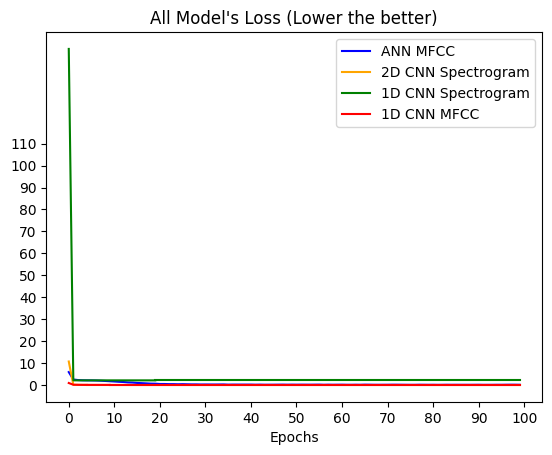 All Model's Loss (Lower the better)
ANN MFCC
2D CNN Spectrogram
1D CNN Spectrogram
1D CNN MFCC
110
100
90
80
70
60
50
40
30
20
10
0
0 10 20 30 40 50 60 70 80 90 100
Epochs